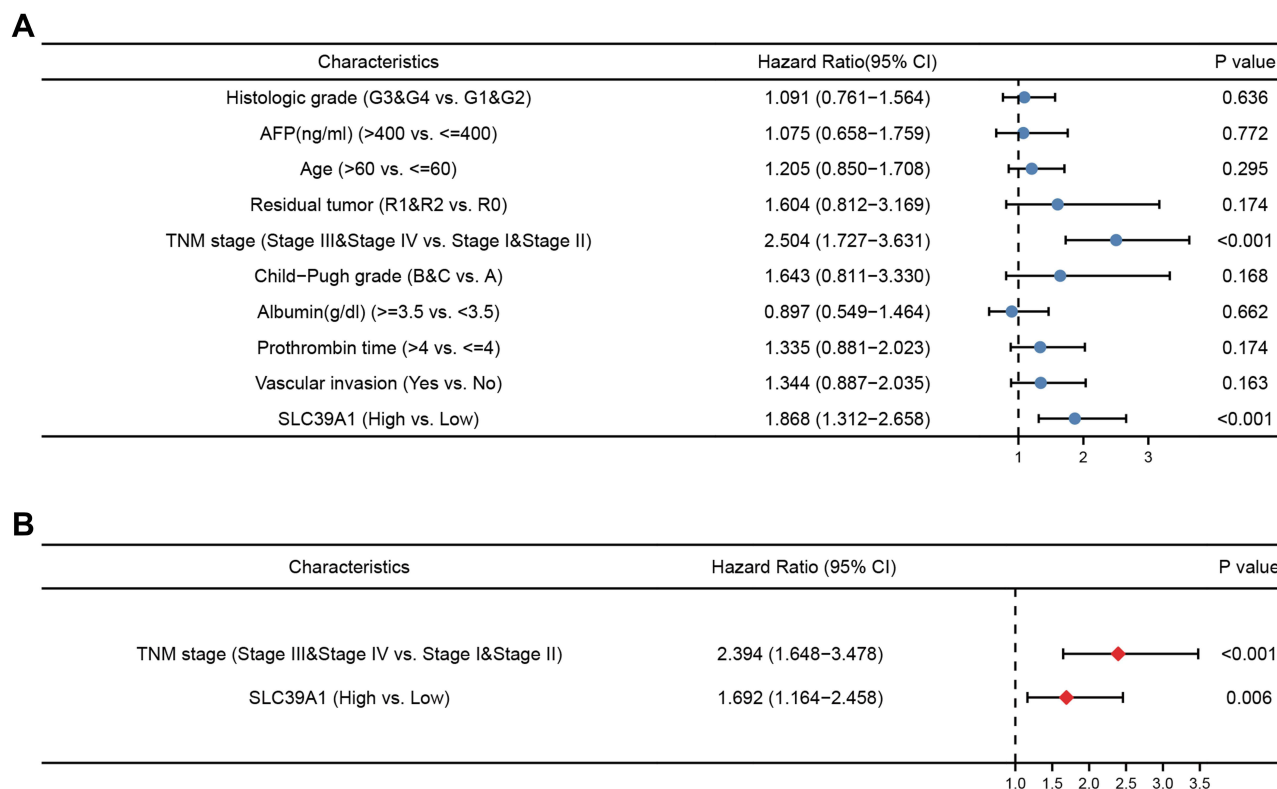 A
Characteristics Hazard Ratio(95% CI) P value
Histologic grade (G3&G4 vs. G1&G2) 1.091 (0.761−1.564) 0.636
AFP(ng/ml) (>400 vs. <=400) 1.075 (0.658−1.759) 0.772
Age (>60 vs. <=60) 1.205 (0.850−1.708) 0.295
Residual tumor (R1&R2 vs. R0) 1.604 (0.812−3.169) 0.174
TNM stage (Stage III&Stage IV vs. Stage I&Stage II) 2.504 (1.727−3.631) <0.001
Child−Pugh grade (B&C vs. A) 1.643 (0.811−3.330) 0.168
Albumin(g/dl) (>=3.5 vs. <3.5) 0.897 (0.549−1.464) 0.662
Prothrombin time (>4 vs. <=4) 1.335 (0.881−2.023) 0.174
Vascular invasion (Yes vs. No) 1.344 (0.887−2.035) 0.163
SLC39A1 (High vs. Low) 1.868 (1.312−2.658) <0.001
1 2 3
B
Characteristics Hazard Ratio (95% CI) P value
TNM stage (Stage III&Stage IV vs. Stage I&Stage II) 2.394 (1.648−3.478) <0.001
SLC39A1 (High vs. Low) 1.692 (1.164−2.458) 0.006
1.0 1.5 2.0 2.5 3.0 3.5